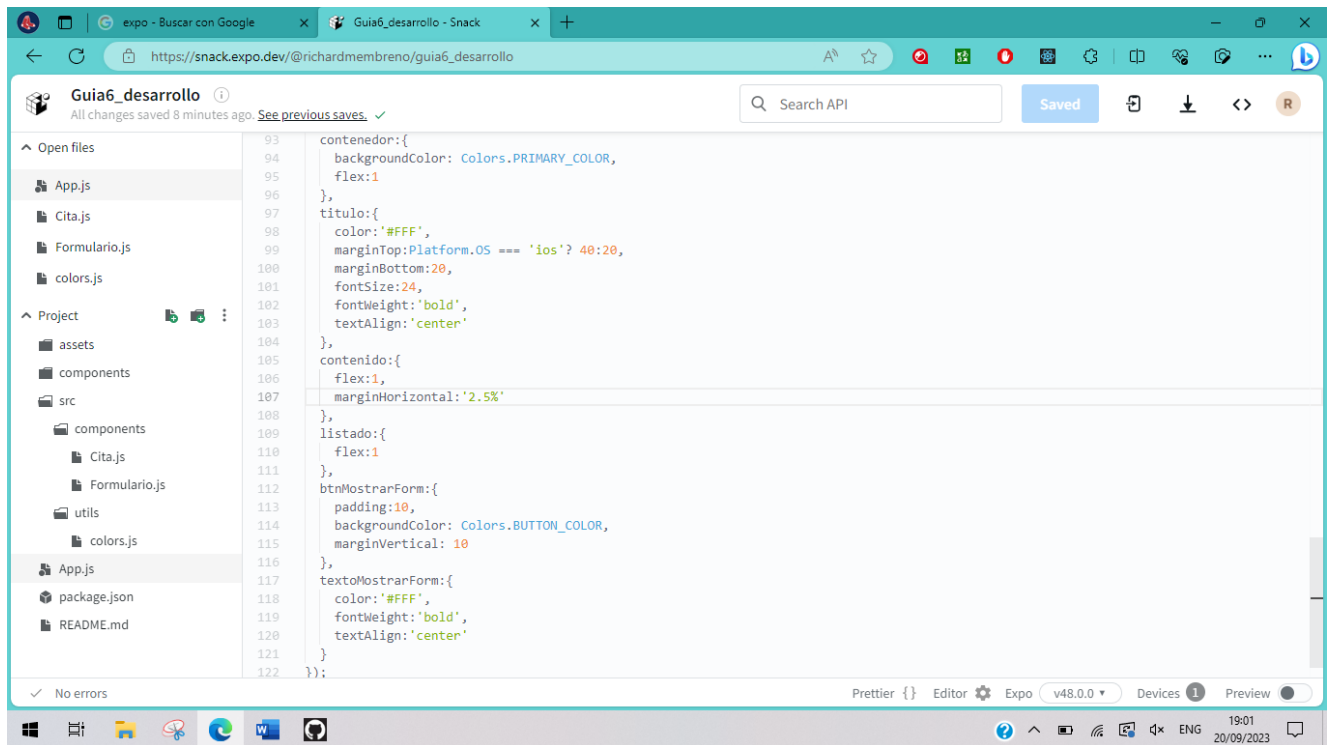 expo - Buscar con Google
Guia6_desarrollo - Snack
https://snack.expo.dev/@richardmembreno/guia6_desarrollo
Guia6_desarrollo
All changes saved 8 minutes ago. See previous saves.
Search API
Saved
R
Open files
App.js
Cita.js
Formulario.js
colors.js
Project
assets
components
src
components
Cita.js
Formulario.js
utils
colors.js
App.js
package.json
README.md
93 contenedor:{
94 backgroundColor: Colors.PRIMARY_COLOR,
95 flex:1
96 },
97 titulo:{
98 color:'#FFF',
99 marginTop:Platform.OS === 'ios'? 40:20,
100 marginBottom:20,
101 fontSize:24,
102 fontWeight:'bold',
103 textAlign:'center'
104 },
105 contenido:{
106 flex:1,
107 marginHorizontal:'2.5%'
108 },
109 listado:{
110 flex:1
111 },
112 btnMostrarForm:{
113 padding:10,
114 backgroundColor: Colors.BUTTON_COLOR,
115 marginVertical: 10
116 },
117 textoMostrarForm:{
118 color:'#FFF',
119 fontWeight:'bold',
120 textAlign:'center'
121 }
122 });
No errors
Prettier {} Editor Expo v48.0.0 Devices 1 Preview
ENG
19:01
20/09/2023